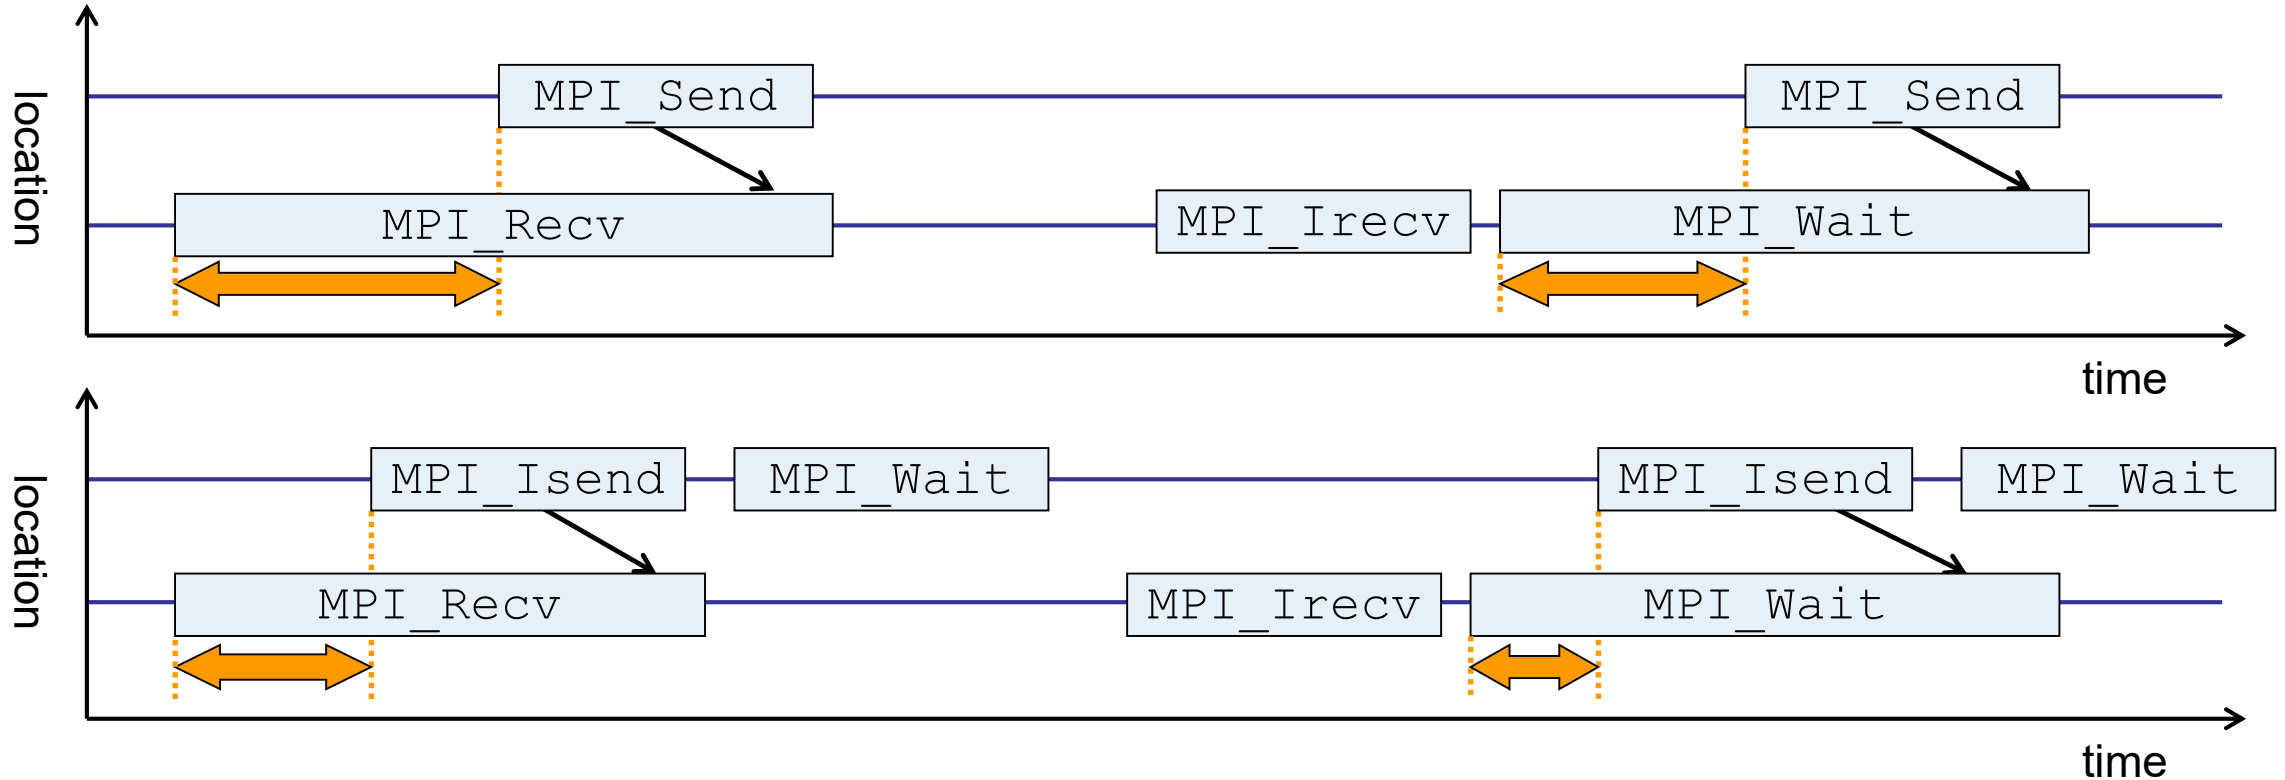 location
MPI_Send
MPI_Send
MPI_Recv
MPI_Irecv
MPI_Wait
time
location
MPI_Isend
MPI_Wait
MPI_Isend
MPI_Wait
MPI_Recv
MPI_Irecv
MPI_Wait
time